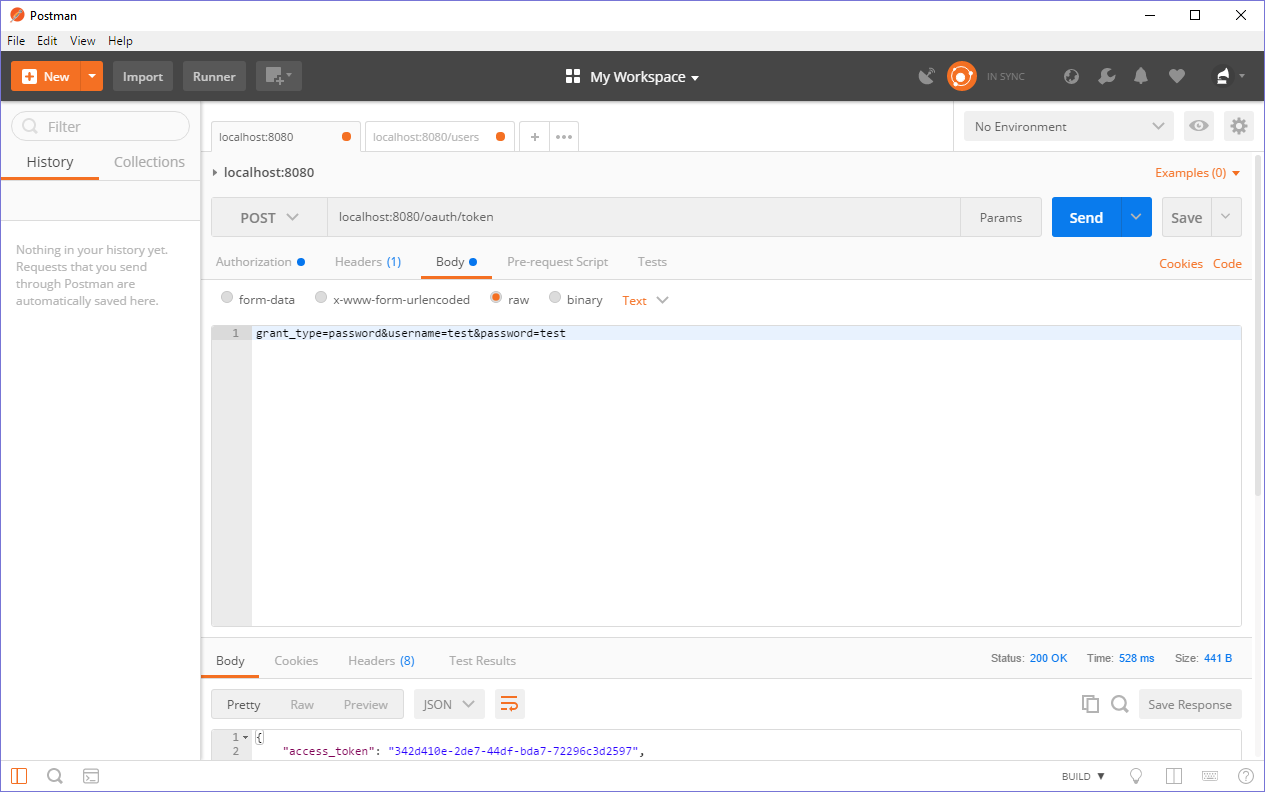 Postman
File Edit View Help
New Import Runner My Workspace IN SYNC
Filter
History Collections
Nothing in your history yet.
Requests that you send
through Postman are
automatically saved here.
localhost:8080 localhost:8080/users + ••• No Environment
localhost:8080 Examples (0)
POST localhost:8080/oauth/token Params Send Save
Authorization Headers (1) Body Pre-request Script Tests Cookies Code
form-data x-www-form-urlencoded raw binary Text
1 grant_type=password&username=test&password=test
Body Cookies Headers (8) Test Results Status: 200 OK Time: 528 ms Size: 441 B
Pretty Raw Preview JSON Save Response
1 {
2 "access_token": "342d410e-2de7-44df-bda7-72296c3d2597",
BUILD ▼ ?